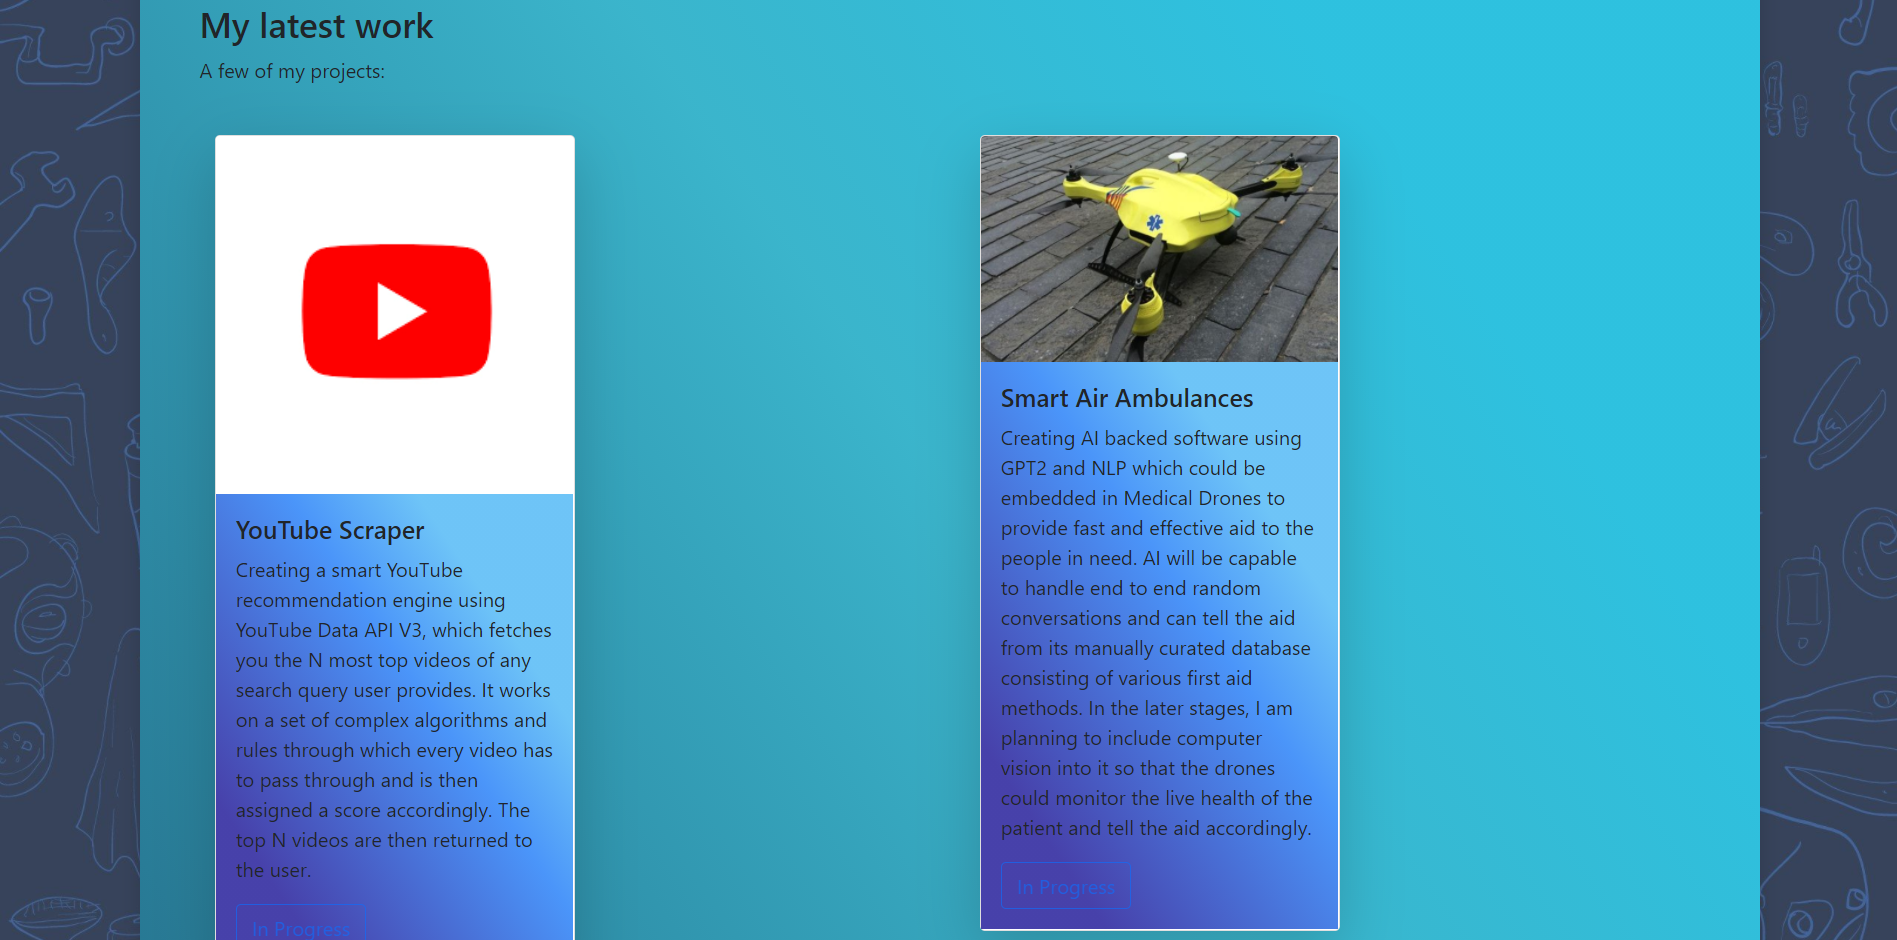 My latest work
A few of my projects:
YouTube Scraper
Creating a smart YouTube
recommendation engine using
YouTube Data API V3, which fetches
you the N most top videos of any
search query user provides. It works
on a set of complex algorithms and
rules through which every video has
to pass through and is then
assigned a score accordingly. The
top N videos are then returned to
the user.
In Progress
Smart Air Ambulances
Creating AI backed software using
GPT2 and NLP which could be
embedded in Medical Drones to
provide fast and effective aid to the
people in need. AI will be capable
to handle end to end random
conversations and can tell the aid
from its manually curated database
consisting of various first aid
methods. In the later stages, I am
planning to include computer
vision into it so that the drones
could monitor the live health of the
patient and tell the aid accordingly.
In Progress